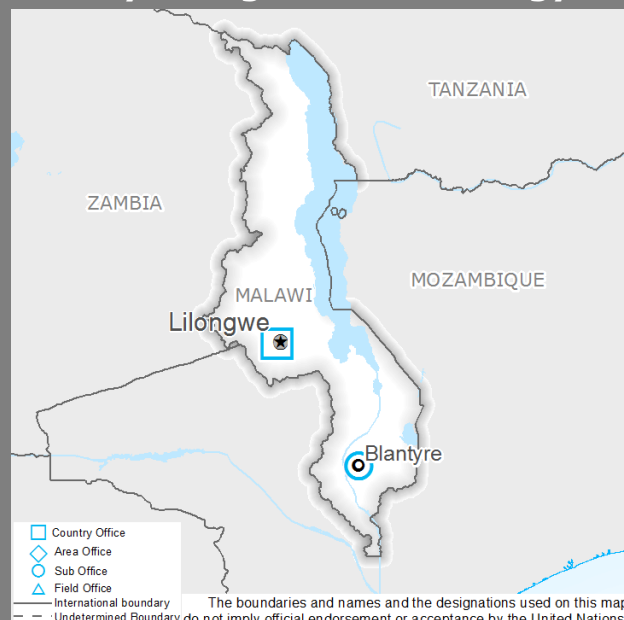 TANZANIA
ZAMBIA
MOZAMBIQUE
MALAWI
Lilongwe
Blantyre
Country Office
Area Office
Sub Office
Field Office
International boundary
Undetermined Boundary
The boundaries and names and the designations used on this map
do not imply official endorsement or acceptance by the United Nations